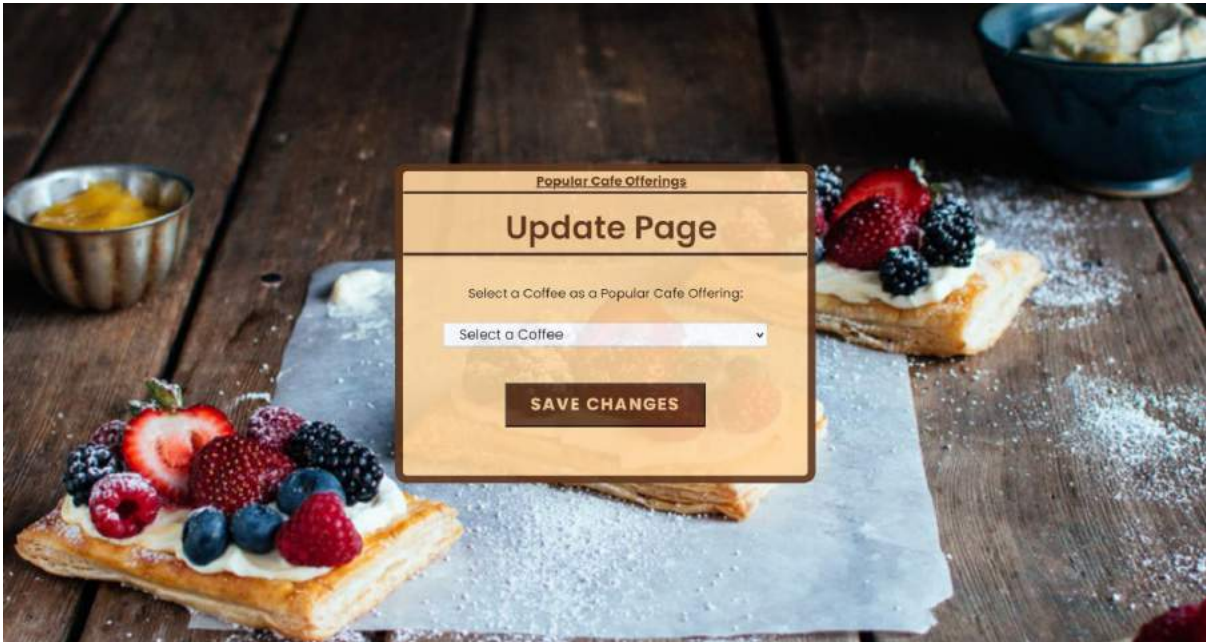 Popular Cafe Offerings
Update Page
Select a Coffee as a Popular Cafe Offering:
Select a Coffee
SAVE CHANGES